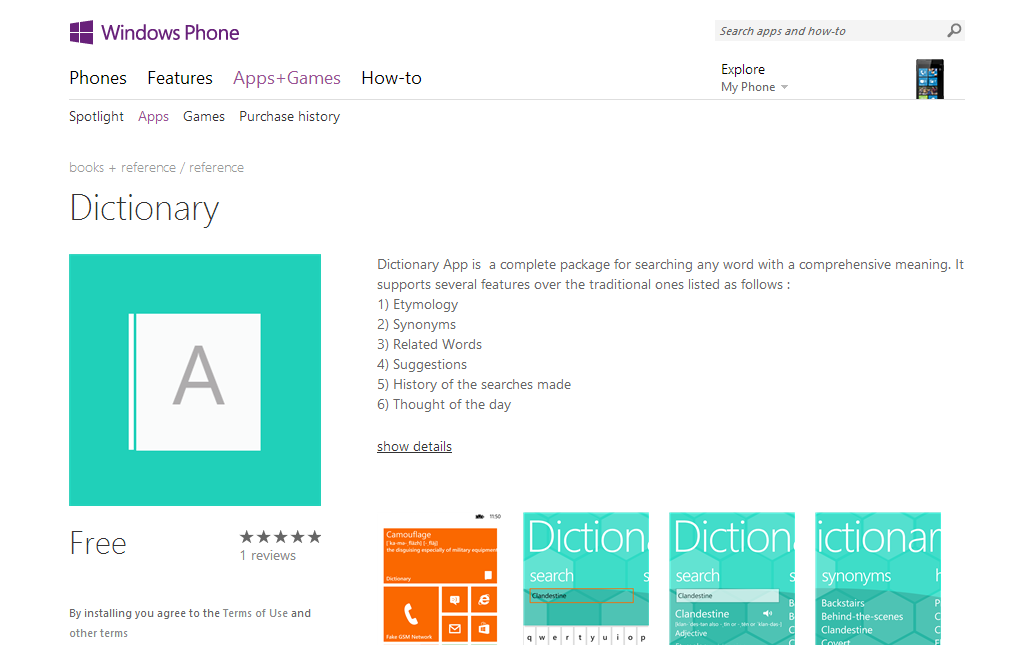 Windows Phone
Search apps and how-to
Phones Features Apps+Games How-to
Explore
My Phone
Spotlight Apps Games Purchase history
books + reference / reference
Dictionary
Dictionary App is a complete package for searching any word with a comprehensive meaning. It
supports several features over the traditional ones listed as follows :
1) Etymology
2) Synonyms
3) Related Words
4) Suggestions
5) History of the searches made
6) Thought of the day
show details
A
Free
1 reviews
By installing you agree to the Terms of Use and
other terms
11:50
Camouflage
the disguising especially of military equipment
Dictionary
Fake GSM Network
Diction
search s
Clandestine
q w e r t y u i o p
Diction
search s
Clandestine
Clandestine B
Adjective C
ictionar
synonyms h
Backstairs P
Behind-the-scenes C
Clandestine C
Covert